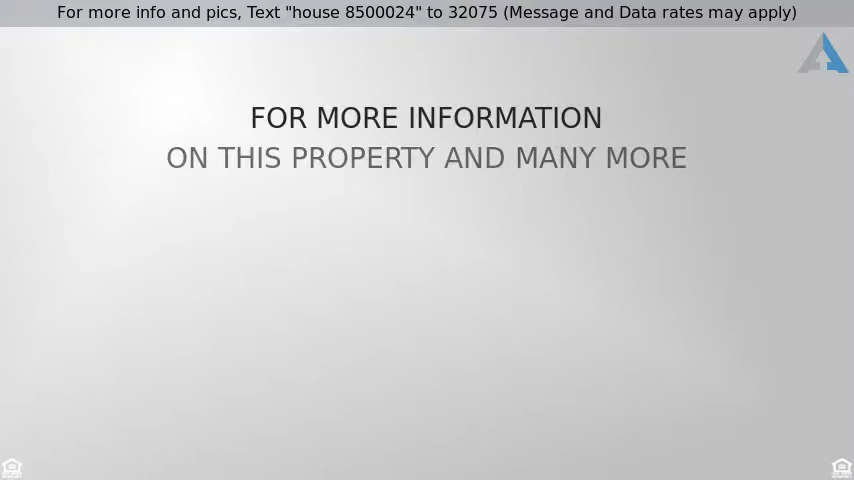 For more info and pics, Text "house 8500024" to 32075 (Message and Data rates may apply)
FOR MORE INFORMATION
ON THIS PROPERTY AND MANY MORE